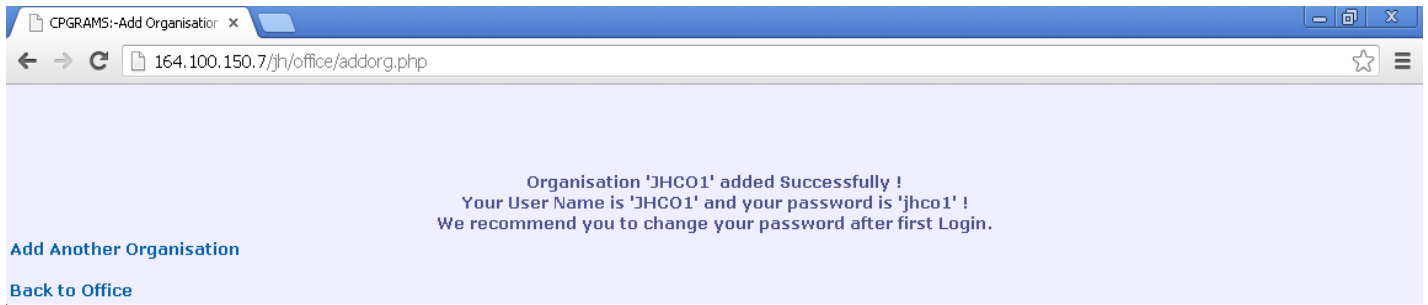 CPGRAMS:-Add Organisation
164.100.150.7/jh/office/addorg.php
Organisation 'JHCO1' added Successfully !
Your User Name is 'JHCO1' and your password is 'jhco1' !
We recommend you to change your password after first Login.
Add Another Organisation
Back to Office